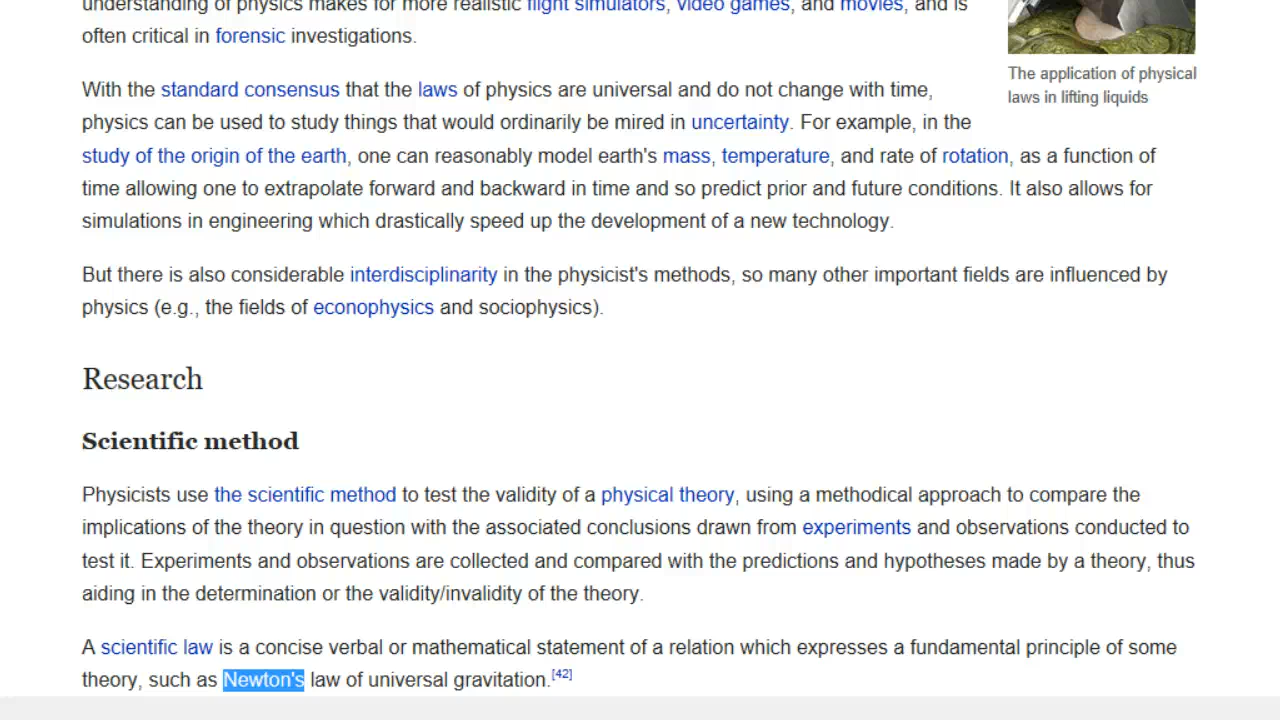 understanding of physics makes for more realistic flight simulators, video games, and movies, and is
often critical in forensic investigations.
The application of physical
laws in lifting liquids
With the standard consensus that the laws of physics are universal and do not change with time,
physics can be used to study things that would ordinarily be mired in uncertainty. For example, in the
study of the origin of the earth, one can reasonably model earth's mass, temperature, and rate of rotation, as a function of
time allowing one to extrapolate forward and backward in time and so predict prior and future conditions. It also allows for
simulations in engineering which drastically speed up the development of a new technology.
But there is also considerable interdisciplinarity in the physicist's methods, so many other important fields are influenced by
physics (e.g., the fields of econophysics and sociophysics).
Research
Scientific method
Physicists use the scientific method to test the validity of a physical theory, using a methodical approach to compare the
implications of the theory in question with the associated conclusions drawn from experiments and observations conducted to
test it. Experiments and observations are collected and compared with the predictions and hypotheses made by a theory, thus
aiding in the determination or the validity/invalidity of the theory.
A scientific law is a concise verbal or mathematical statement of a relation which expresses a fundamental principle of some
theory, such as Newton's law of universal gravitation.[42]